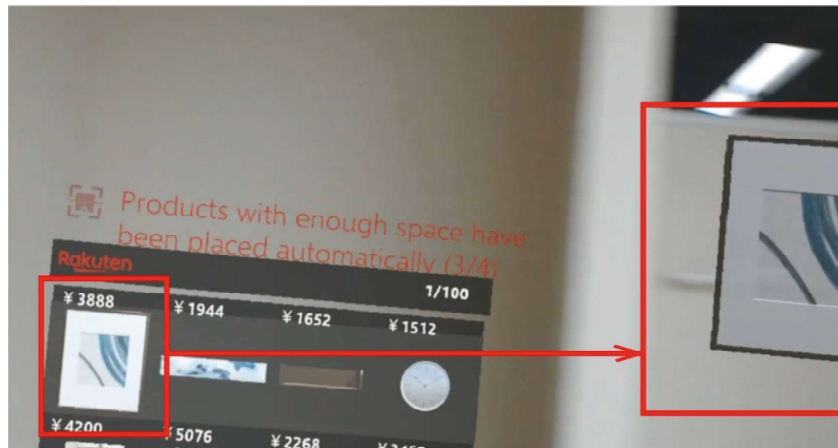 Products with enough space have
been placed automatically (3/4)
Rakuten
1/100
¥3888 ¥1944 ¥1652 ¥1512
¥4200 ¥5076 ¥2268